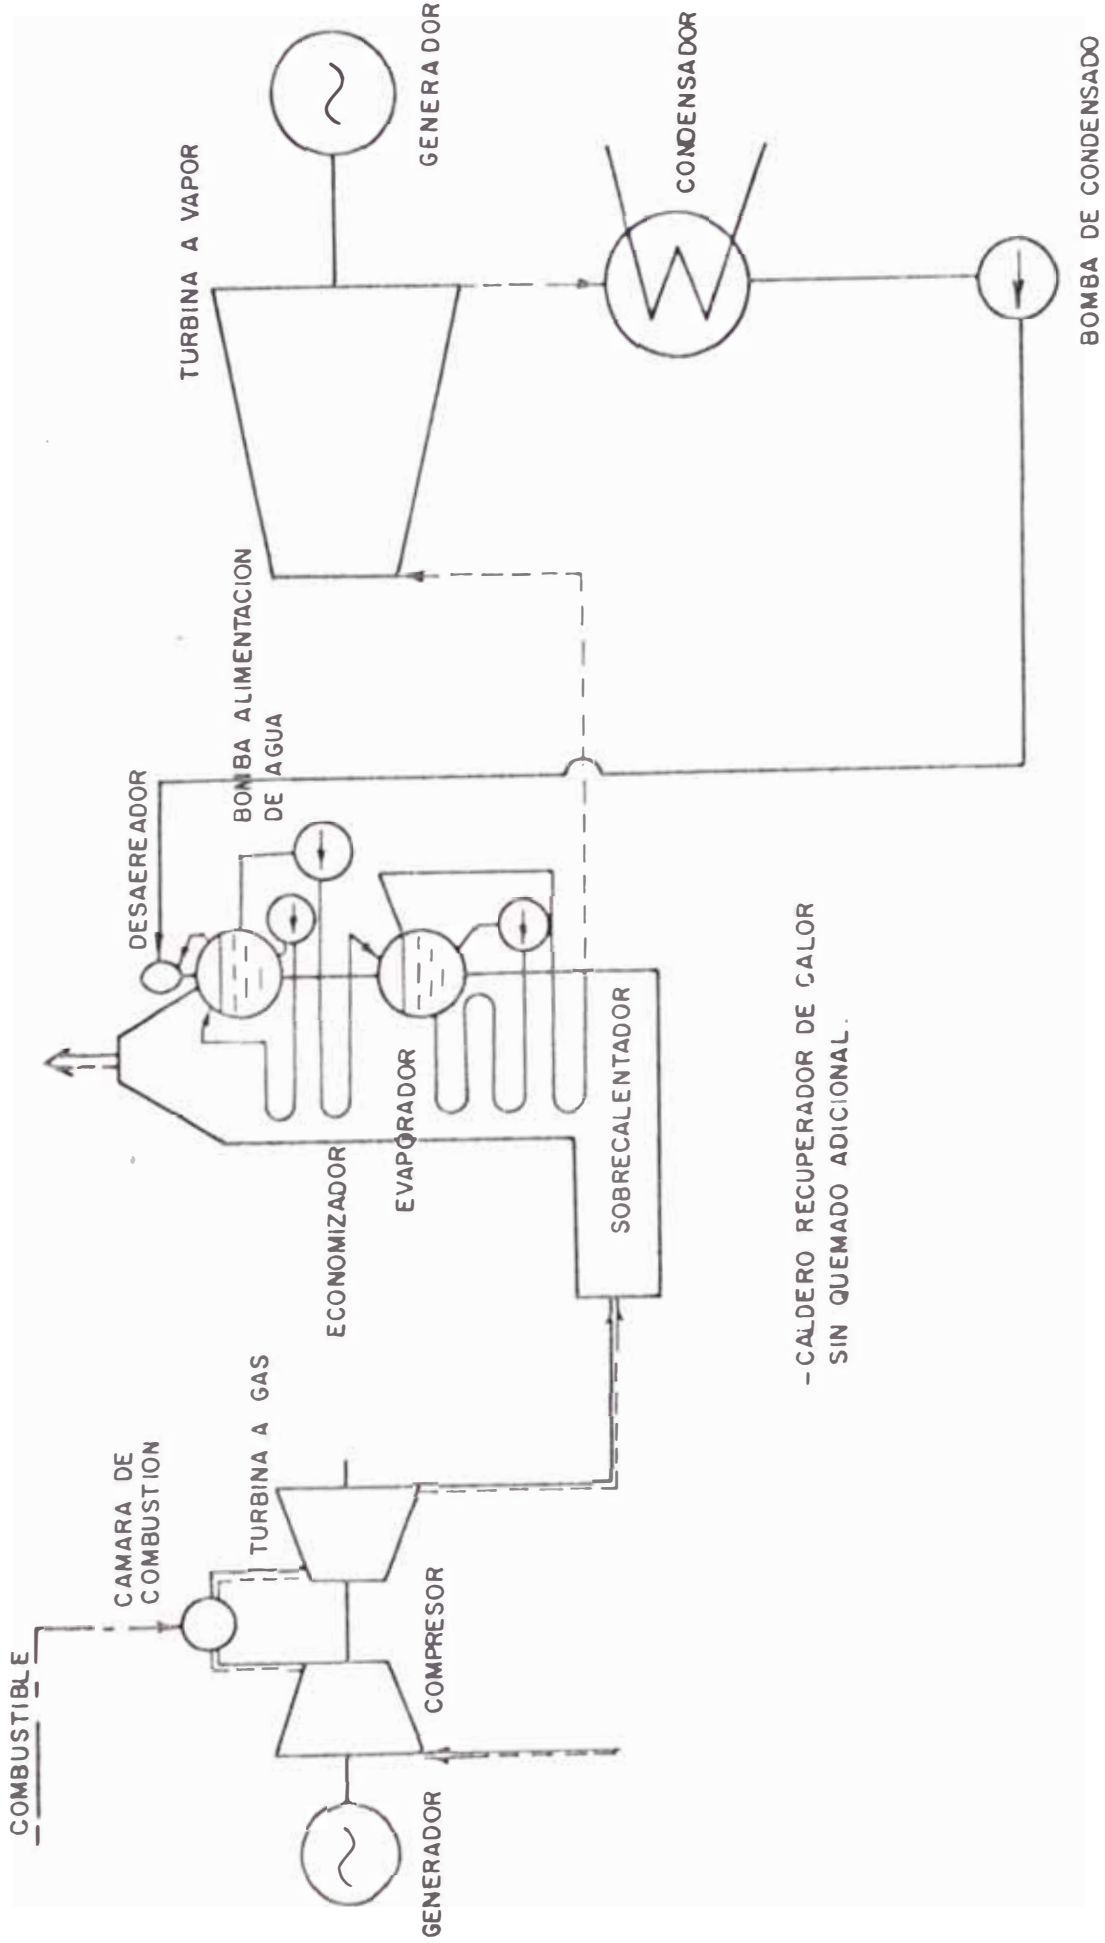 COMBUSTIBLE
CAMARA DE
COMBUSTION
TURBINA A GAS
COMPRESOR
GENERADOR
DESAEREADOR
BOMBA ALIMENTACION
DE AGUA
ECONOMIZADOR
EVAPORADOR
SOBRECALENTADOR
TURBINA A VAPOR
GENERADOR
CONDENSADOR
BOMBA DE CONDENSADO
- CALDERO RECUPERADOR DE CALOR
SIN QUEMADO ADICIONAL.